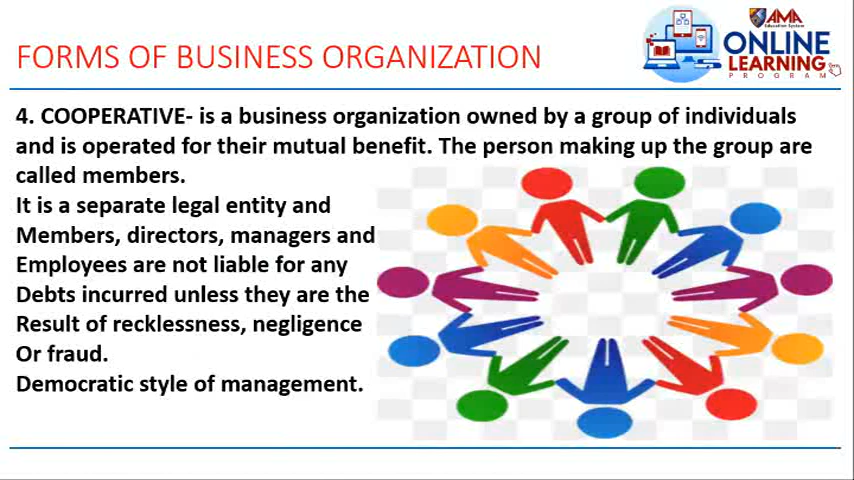 AMA
Education System
ONLINE
LEARNING
PROGRAM
FORMS OF BUSINESS ORGANIZATION
4. COOPERATIVE- is a business organization owned by a group of individuals
and is operated for their mutual benefit. The person making up the group are
called members.
It is a separate legal entity and
Members, directors, managers and
Employees are not liable for any
Debts incurred unless they are the
Result of recklessness, negligence
Or fraud.
Democratic style of management.